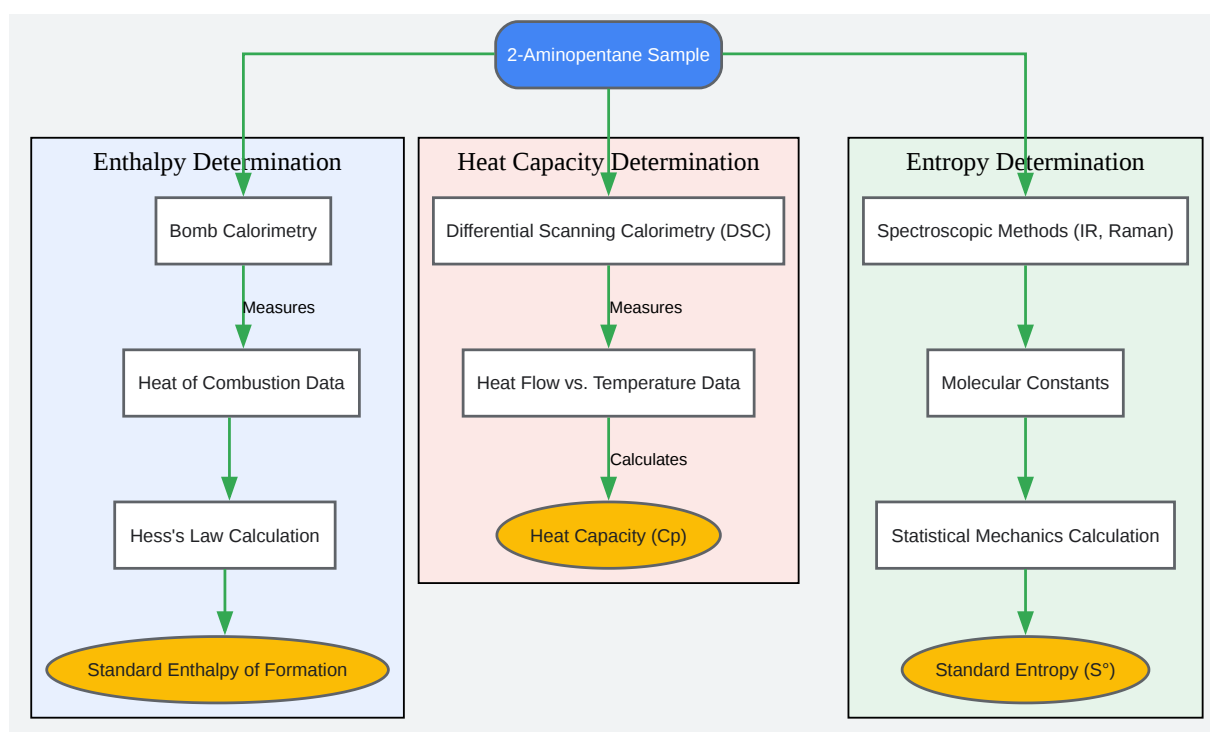 2-Aminopentane Sample
Enthalpy Determination
Bomb Calorimetry
Measures
Heat of Combustion Data
Hess's Law Calculation
Standard Enthalpy of Formation
Heat Capacity Determination
Differential Scanning Calorimetry (DSC)
Measures
Heat Flow vs. Temperature Data
Calculates
Heat Capacity (Cp)
Entropy Determination
Spectroscopic Methods (IR, Raman)
Molecular Constants
Statistical Mechanics Calculation
Standard Entropy (S°)